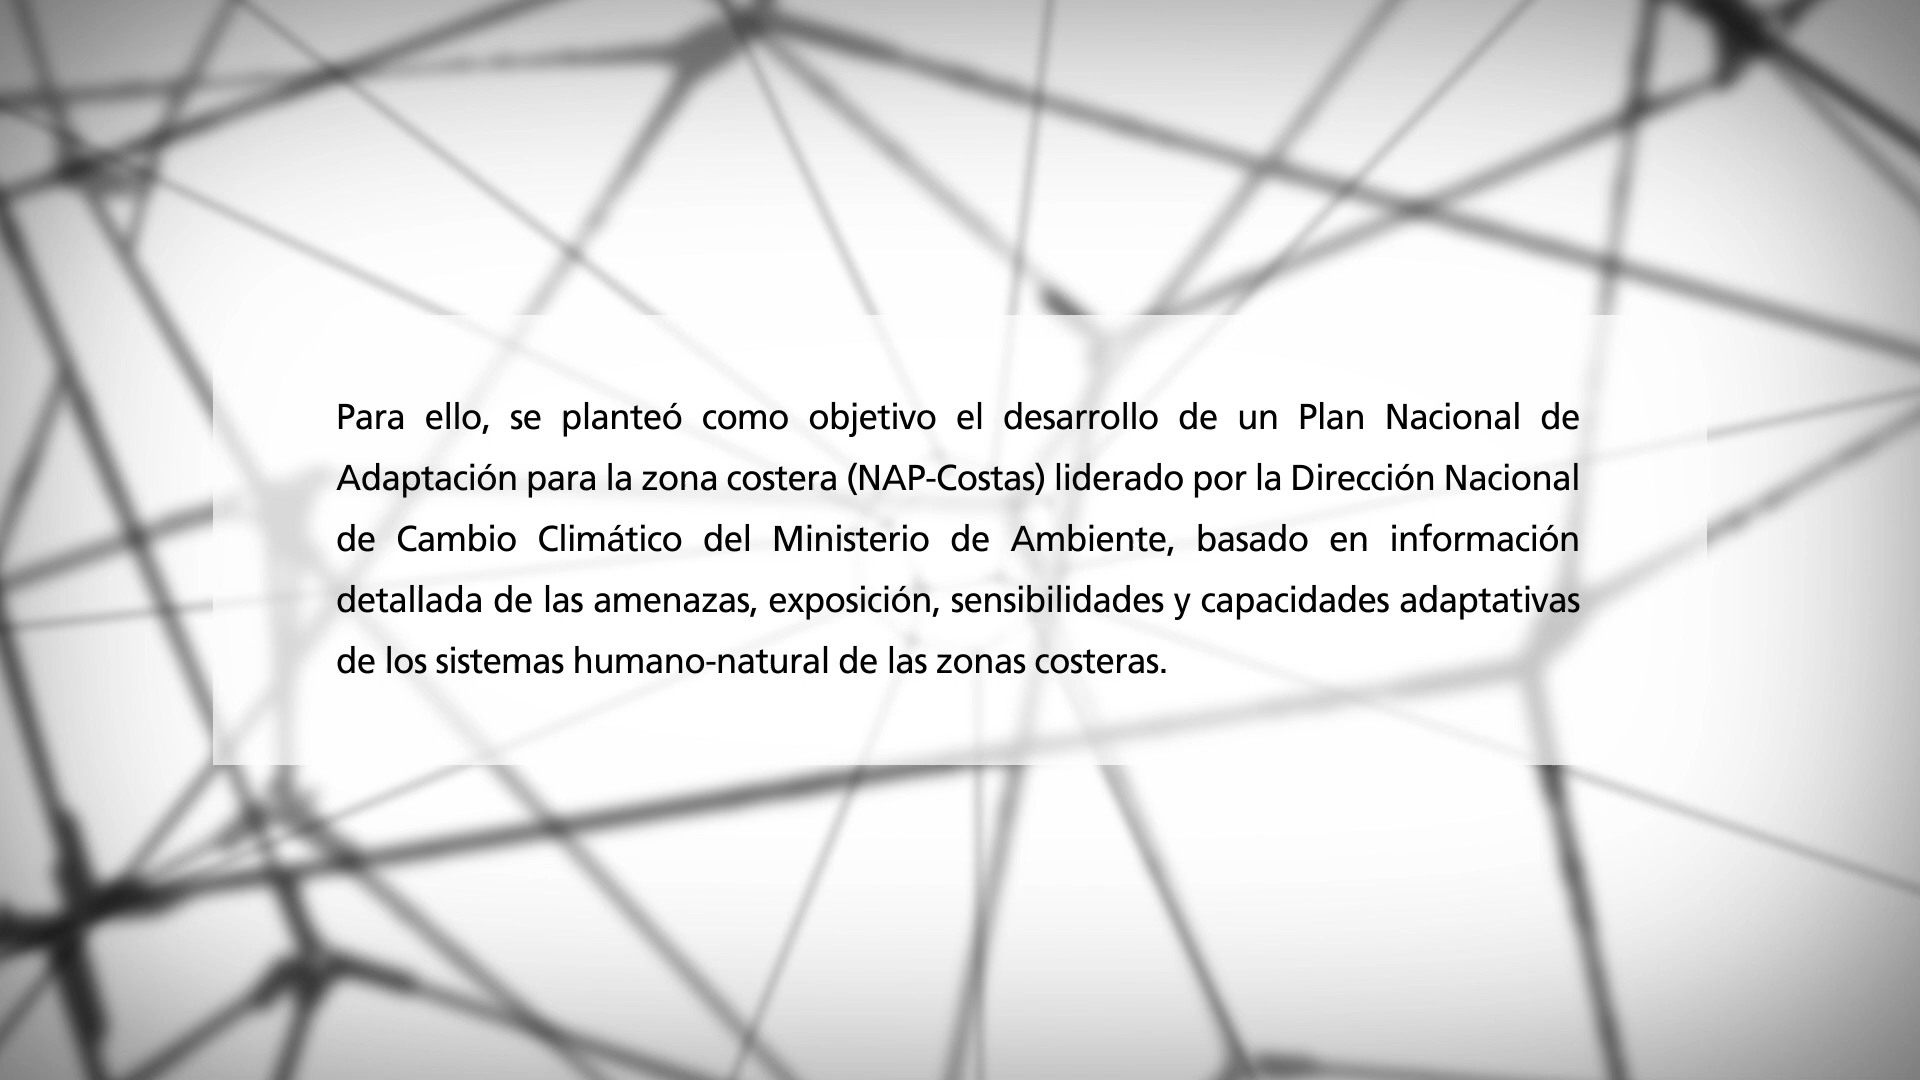 Para ello, se planteó como objetivo el desarrollo de un Plan Nacional de
Adaptación para la zona costera (NAP-Costas) liderado por la Dirección Nacional
de Cambio Climático del Ministerio de Ambiente, basado en información
detallada de las amenazas, exposición, sensibilidades y capacidades adaptativas
de los sistemas humano-natural de las zonas costeras.